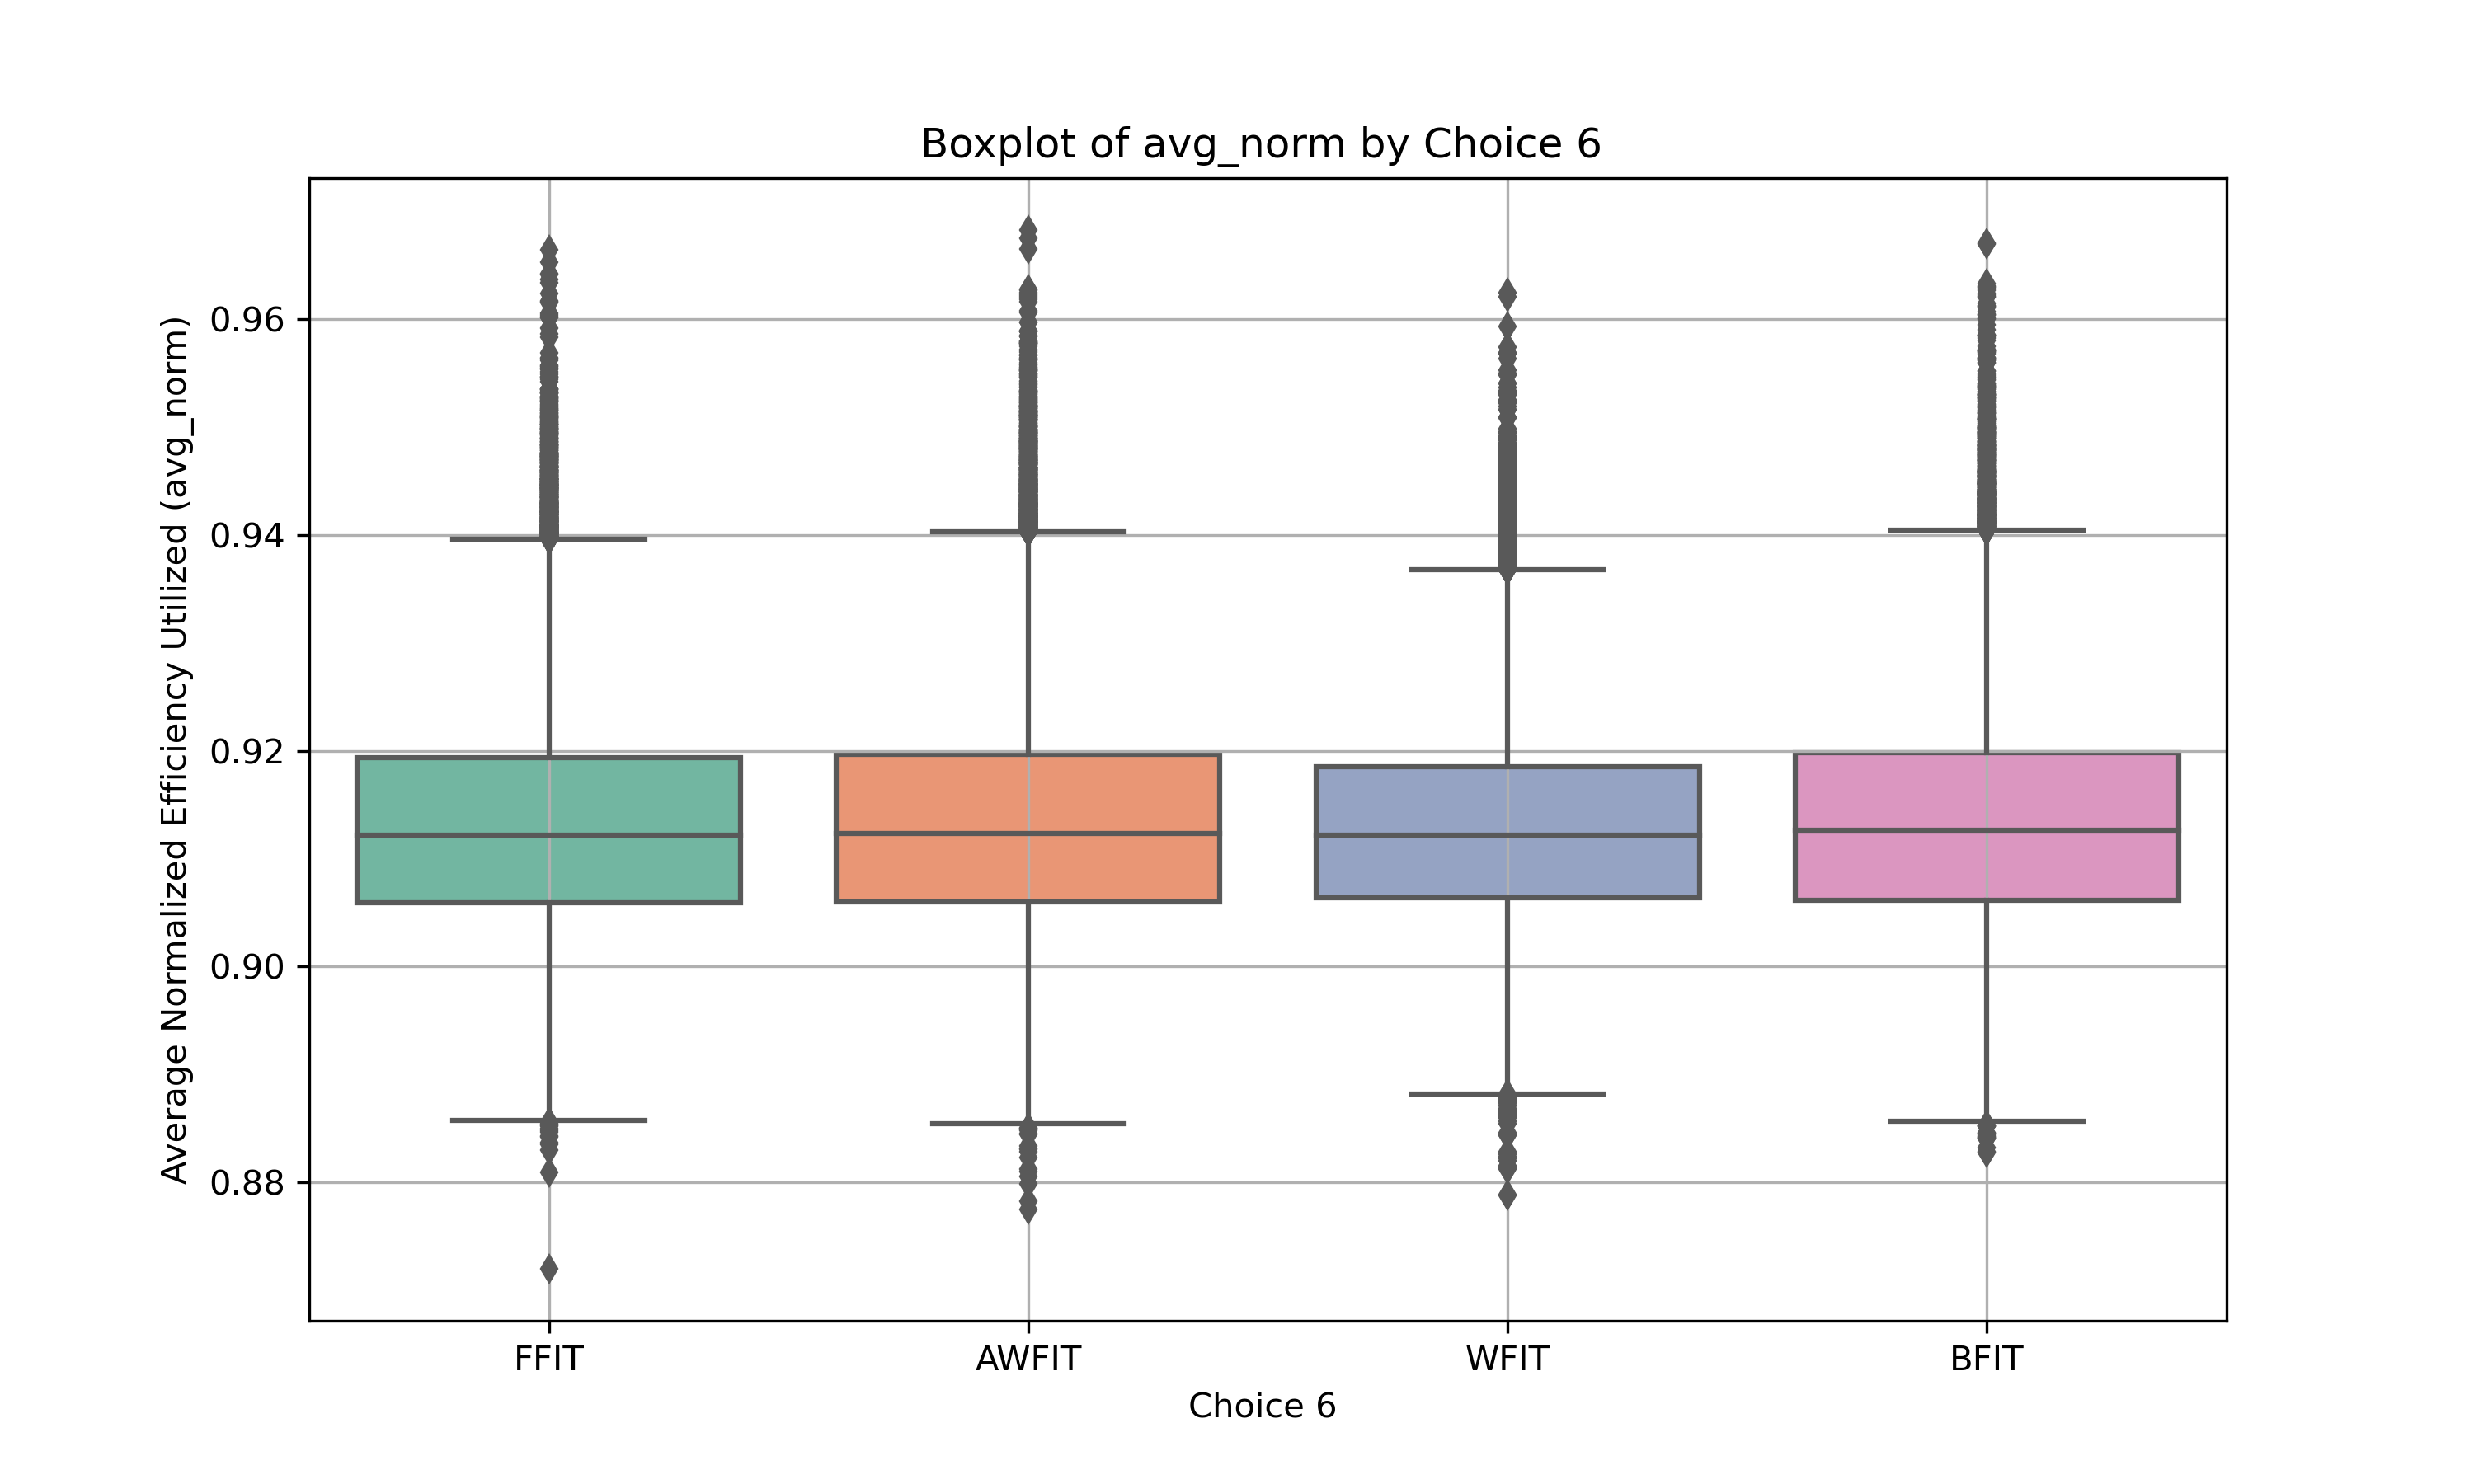 Boxplot of avg_norm by Choice 6
Average Normalized Efficiency Utilized (avg_norm)
0.96
0.94
0.92
0.90
0.88
FFIT
AWFIT
WFIT
BFIT
Choice 6